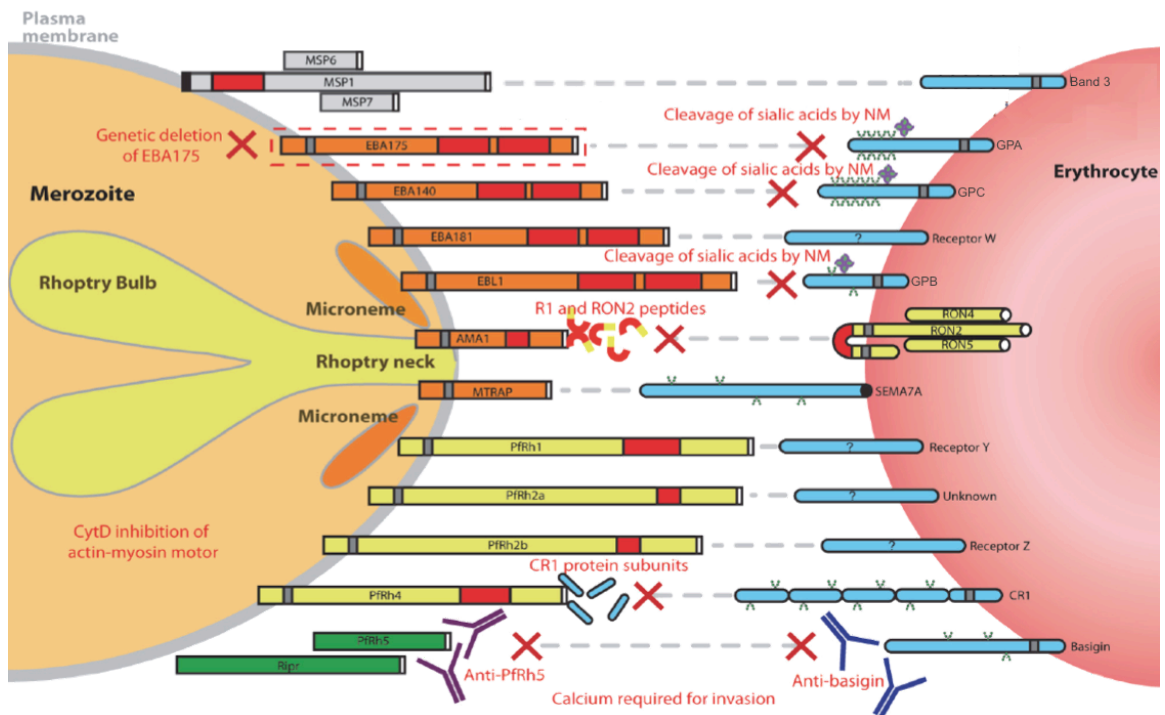 Plasma
membrane
MSP6
MSP1
MSP7
Band 3
Genetic deletion
of EBA175
EBA175
Cleavage of sialic acids by NM
GPA
Merozoite
EBA140
Cleavage of sialic acids by NM
GPC
Erythrocyte
EBA181
?
Receptor W
Rhoptry Bulb
Cleavage of sialic acids by NM
EBL1
GPB
Microneme
R1 and RON2 peptides
AMA1
RON4
RON2
RON5
Rhoptry neck
MTRAP
SEMA7A
Microneme
PfRh1
?
Receptor Y
PfRh2a
?
Unknown
CytD inhibition of
actin-myosin motor
PfRh2b
?
Receptor Z
CR1 protein subunits
PfRh4
CR1
PfRh5
Ripr
Anti-PfRh5
Anti-basigin
Basigin
Calcium required for invasion